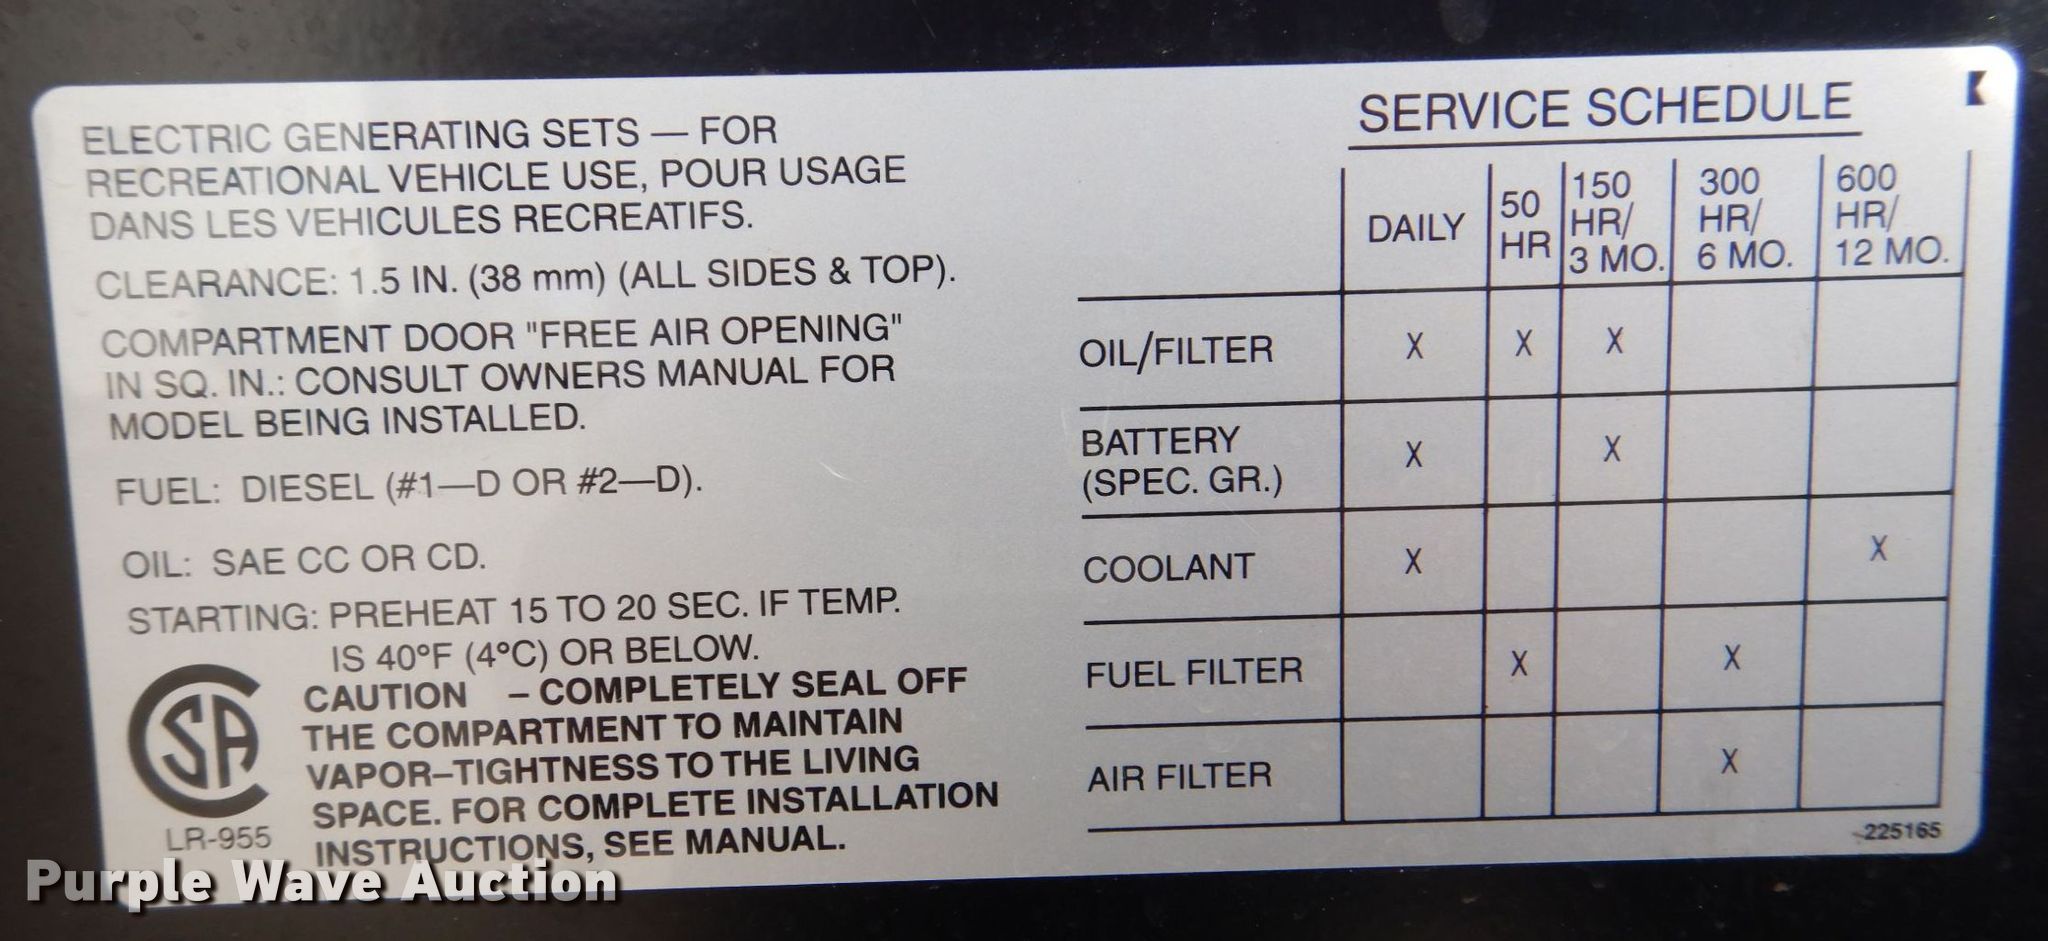 ELECTRIC GENERATING SETS — FOR
RECREATIONAL VEHICLE USE, POUR USAGE
DANS LES VEHICULES RECREATIFS.
CLEARANCE: 1.5 IN. (38 mm) (ALL SIDES & TOP).
COMPARTMENT DOOR "FREE AIR OPENING"
IN SQ. IN.: CONSULT OWNERS MANUAL FOR
MODEL BEING INSTALLED.
FUEL: DIESEL (#1—D OR #2—D).
OIL: SAE CC OR CD.
STARTING: PREHEAT 15 TO 20 SEC. IF TEMP.
IS 40°F (4°C) OR BELOW.
CAUTION – COMPLETELY SEAL OFF
THE COMPARTMENT TO MAINTAIN
VAPOR–TIGHTNESS TO THE LIVING
SPACE. FOR COMPLETE INSTALLATION
INSTRUCTIONS, SEE MANUAL.
SA
LR-955
SERVICE SCHEDULE
DAILY 50 HR 150 HR/ 3 MO. 300 HR/ 6 MO. 600 HR/ 12 MO.
OIL/FILTER X X X
BATTERY
(SPEC. GR.) X X
COOLANT X X
FUEL FILTER X X
AIR FILTER X
225165
K
Purple Wave Auction